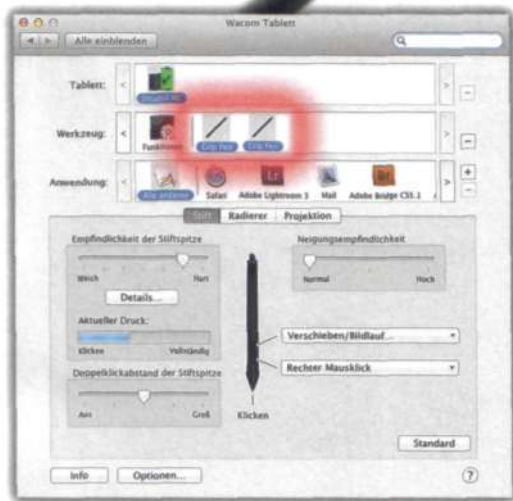 Wacom Tablett
Alle einblenden
Tablett:
Werkzeug:
Funktionen
Grip Pen
Grip Pen
Anwendung:
Alle anderen
Safari
Adobe Lightroom 3
Mail
Adobe Bridge CS5.1
Stift
Radierer
Projektion
Empfindlichkeit der Stiftspitze
Weich
Hart
Details...
Aktueller Druck:
Klicken
Vollständig
Doppelklickabstand der Stiftspitze
Aus
Groß
Klicken
Neigungsempfindlichkeit
Normal
Hoch
Verschieben/Bildlauf...
Rechter Mausklick
Standard
Info
Optionen...
?